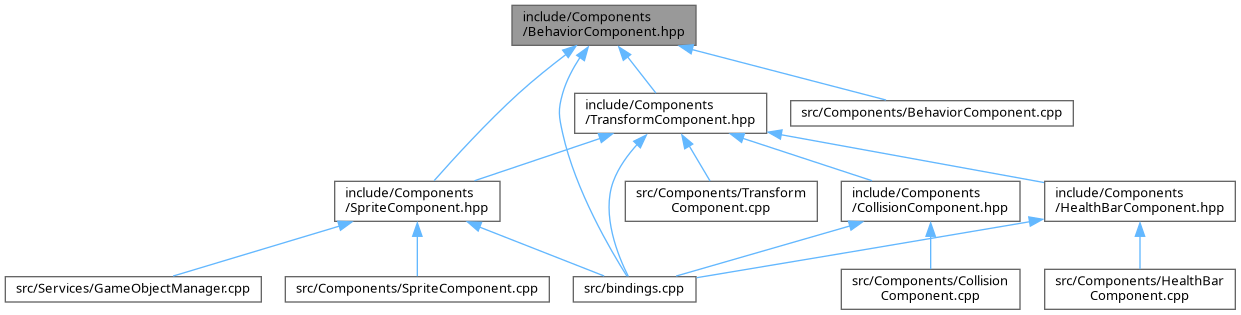 include/Components
/BehaviorComponent.hpp
include/Components
/TransformComponent.hpp
src/Components/BehaviorComponent.cpp
include/Components
/SpriteComponent.hpp
src/Components/Transform
Component.cpp
include/Components
/CollisionComponent.hpp
include/Components
/HealthBarComponent.hpp
src/Services/GameObjectManager.cpp
src/Components/SpriteComponent.cpp
src/bindings.cpp
src/Components/Collision
Component.cpp
src/Components/HealthBar
Component.cpp